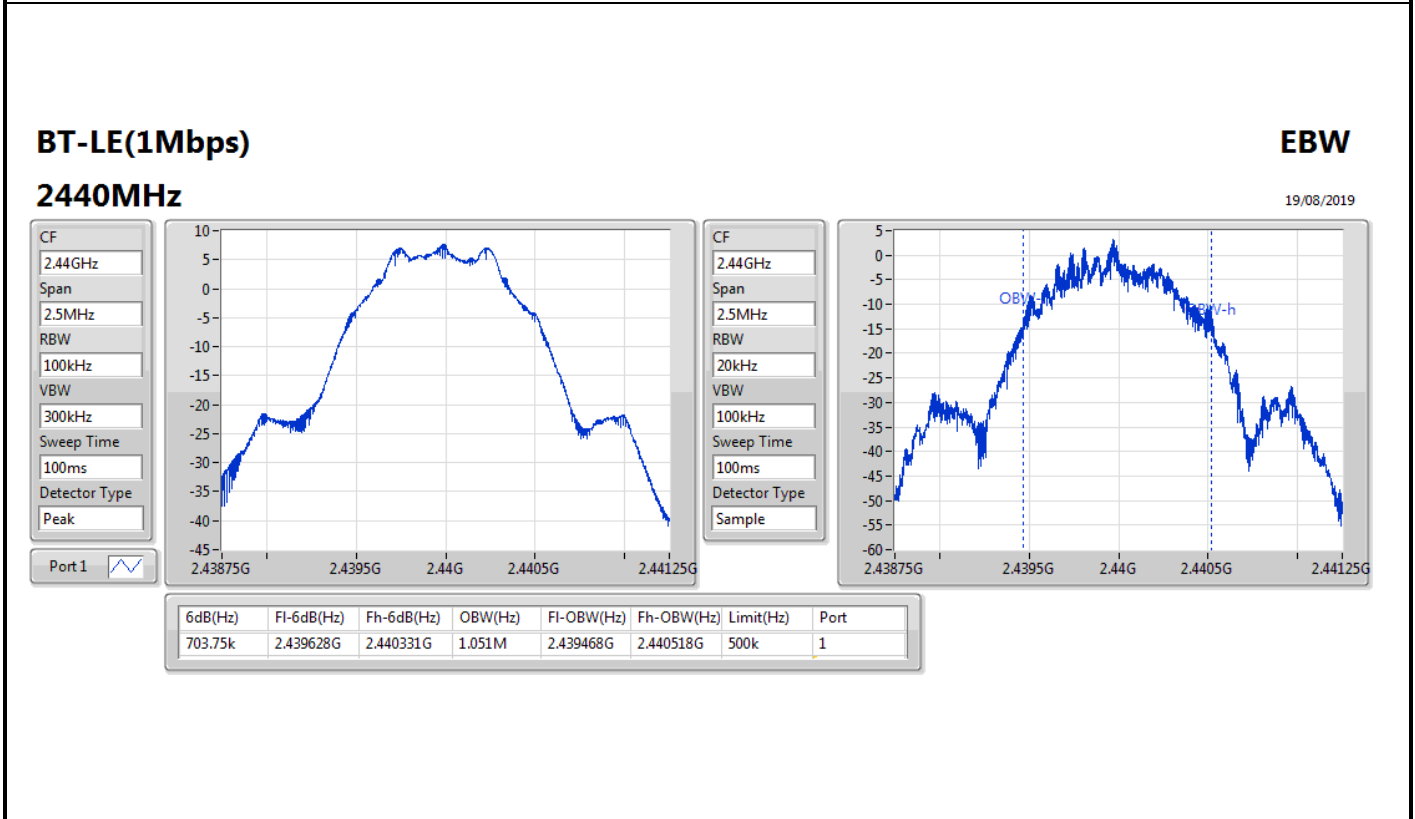 BT-LE(1Mbps)
EBW
2440MHz
19/08/2019
CF
2.44GHz
Span
2.5MHz
RBW
100kHz
VBW
300kHz
Sweep Time
100ms
Detector Type
Peak
Port 1
10
5
0
-5
-10
-15
-20
-25
-30
-35
-40
-45
2.43875G 2.4395G 2.44G 2.4405G 2.44125G
CF
2.44GHz
Span
2.5MHz
RBW
20kHz
VBW
100kHz
Sweep Time
100ms
Detector Type
Sample
5
0
-5
-10
-15
-20
-25
-30
-35
-40
-45
-50
-55
-60
2.43875G 2.4395G 2.44G 2.4405G 2.44125G
6dB(Hz) Fl-6dB(Hz) Fh-6dB(Hz) OBW(Hz) Fl-OBW(Hz) Fh-OBW(Hz) Limit(Hz) Port
703.75k 2.439628G 2.440331G 1.051M 2.439468G 2.440518G 500k 1